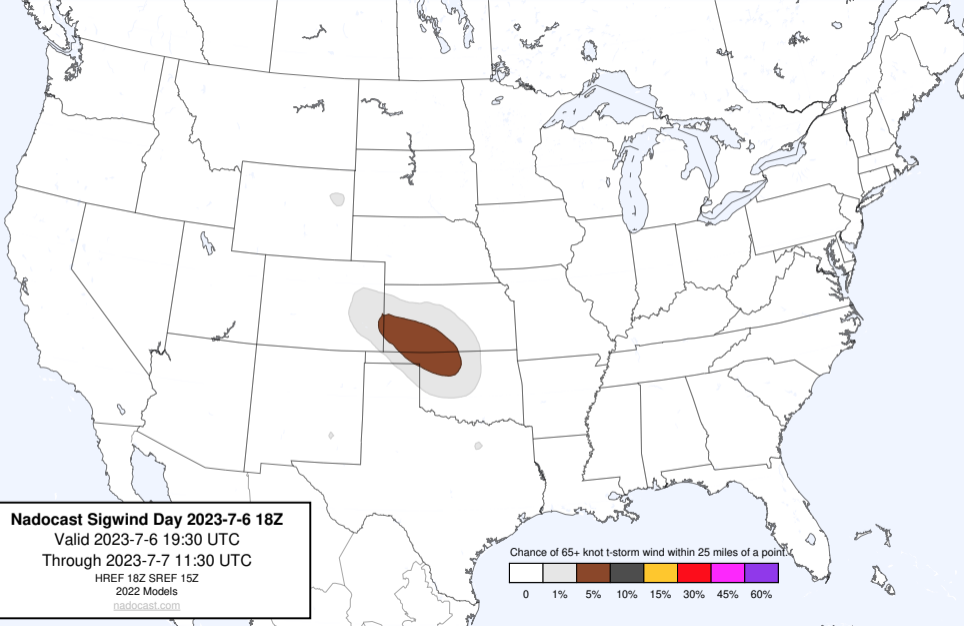 Nadocast Sigwind Day 2023-7-6 18Z
Valid 2023-7-6 19:30 UTC
Through 2023-7-7 11:30 UTC
HREF 18Z SREF 15Z
2022 Models
nadocast.com
Chance of 65+ knot t-storm wind within 25 miles of a point.
0 1% 5% 10% 15% 30% 45% 60%